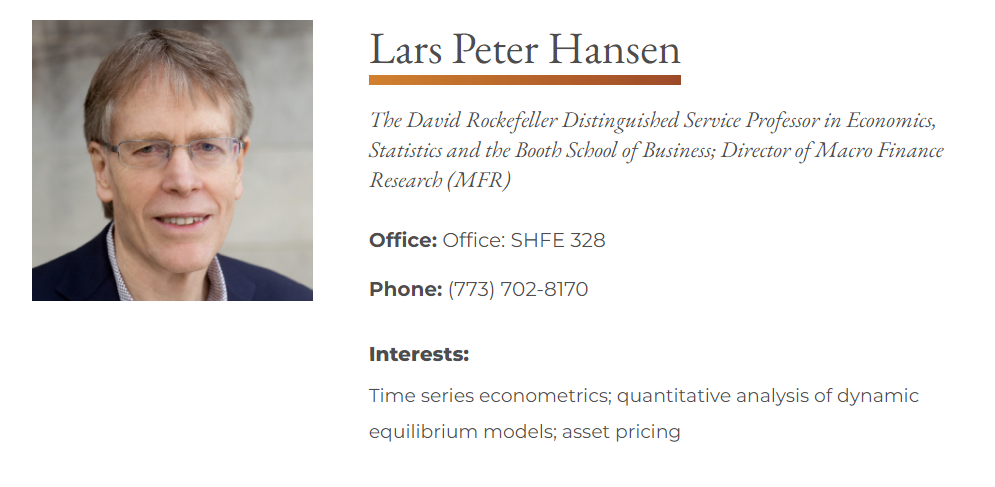 Lars Peter Hansen
The David Rockefeller Distinguished Service Professor in Economics,
Statistics and the Booth School of Business; Director of Macro Finance
Research (MFR)
Office: Office: SHFE 328
Phone: (773) 702-8170
Interests:
Time series econometrics; quantitative analysis of dynamic
equilibrium models; asset pricing